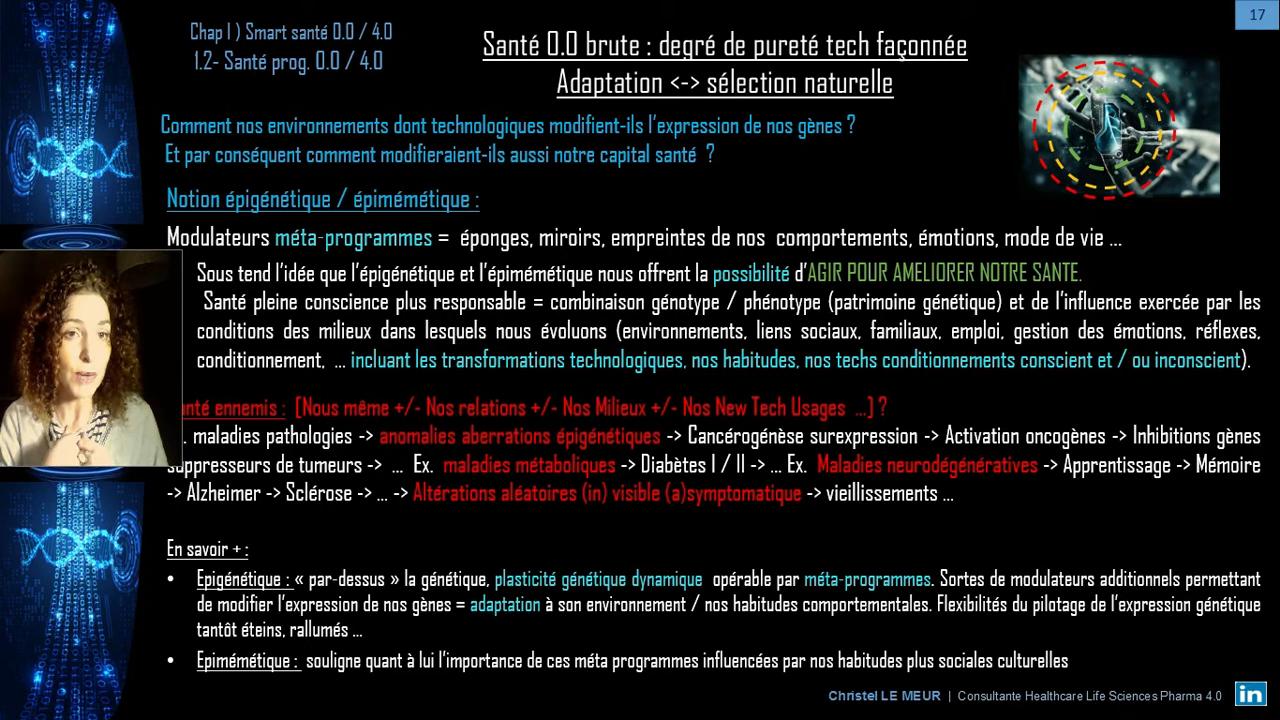 17
Chap I ) Smart santé 0.0 / 4.0
1.2- Santé prog. 0.0 / 4.0
Santé 0.0 brute : degré de pureté tech façonnée
Adaptation <-> sélection naturelle
Comment nos environnements dont technologiques modifient-ils l'expression de nos gènes ?
Et par conséquent comment modifieraient-ils aussi notre capital santé ?
Notion épigénétique / épimémétique :
Modulateurs méta-programmes = éponges, miroirs, empreintes de nos comportements, émotions, mode de vie ...
Sous tend l'idée que l'épigénétique et l'épimémétique nous offrent la possibilité d'AGIR POUR AMELIORER NOTRE SANTE.
Santé pleine conscience plus responsable = combinaison génotype / phénotype (patrimoine génétique) et de l'influence exercée par les
conditions des milieux dans lesquels nous évoluons (environnements, liens sociaux, familiaux, emploi, gestion des émotions, réflexes,
conditionnement, ... incluant les transformations technologiques, nos habitudes, nos techs conditionnements conscient et / ou inconscient).
anté ennemis : [Nous même +/- Nos relations +/- Nos Milieux +/- Nos New Tech Usages ...] ?
. maladies pathologies -> anomalies aberrations épigénétiques -> Cancérogénèse surexpression -> Activation oncogènes -> Inhibitions gènes
suppresseurs de tumeurs -> ... Ex. maladies métaboliques -> Diabètes I / II -> ... Ex. Maladies neurodégénératives -> Apprentissage -> Mémoire
-> Alzheimer -> Sclérose -> ... -> Altérations aléatoires (in) visible (a)symptomatique -> vieillissements ...
En savoir + :
• Epigénétique : « par-dessus » la génétique, plasticité génétique dynamique opérable par méta-programmes. Sortes de modulateurs additionnels permettant
de modifier l'expression de nos gènes = adaptation à son environnement / nos habitudes comportementales. Flexibilités du pilotage de l'expression génétique
tantôt éteins, rallumés ...
• Epimémétique : souligne quant à lui l'importance de ces méta programmes influencées par nos habitudes plus sociales culturelles
Christel LE MEUR | Consultante Healthcare Life Sciences Pharma 4.0
in